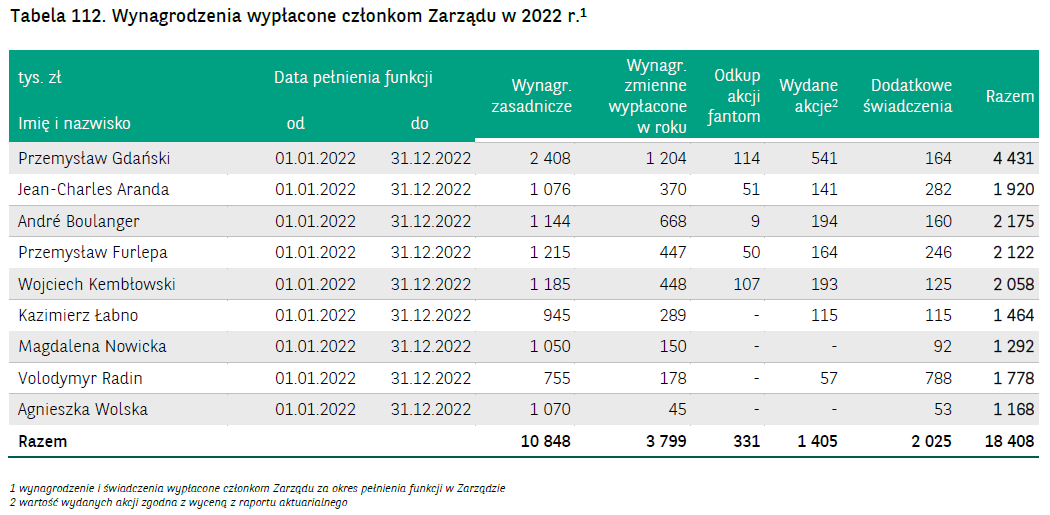 Tabela 112. Wynagrodzenia wypłacone członkom Zarządu w 2022 r.¹
tys. zł Data pełnienia funkcji Wynagr. zasadnicze Wynagr. zmienne wypłacone w roku Odkup akcji fantom Wydane akcje² Dodatkowe świadczenia Razem
Imię i nazwisko od do
Przemysław Gdański 01.01.2022 31.12.2022 2 408 1 204 114 541 164 4 431
Jean-Charles Aranda 01.01.2022 31.12.2022 1 076 370 51 141 282 1 920
André Boulanger 01.01.2022 31.12.2022 1 144 668 9 194 160 2 175
Przemysław Furlepa 01.01.2022 31.12.2022 1 215 447 50 164 246 2 122
Wojciech Kembłowski 01.01.2022 31.12.2022 1 185 448 107 193 125 2 058
Kazimierz Łabno 01.01.2022 31.12.2022 945 289 - 115 115 1 464
Magdalena Nowicka 01.01.2022 31.12.2022 1 050 150 - - 92 1 292
Volodymyr Radin 01.01.2022 31.12.2022 755 178 - 57 788 1 778
Agnieszka Wolska 01.01.2022 31.12.2022 1 070 45 - - 53 1 168
Razem 10 848 3 799 331 1 405 2 025 18 408
1 wynagrodzenie i świadczenia wypłacone członkom Zarządu za okres pełnienia funkcji w Zarządzie
2 wartość wydanych akcji zgodna z wyceną z raportu aktuarialnego